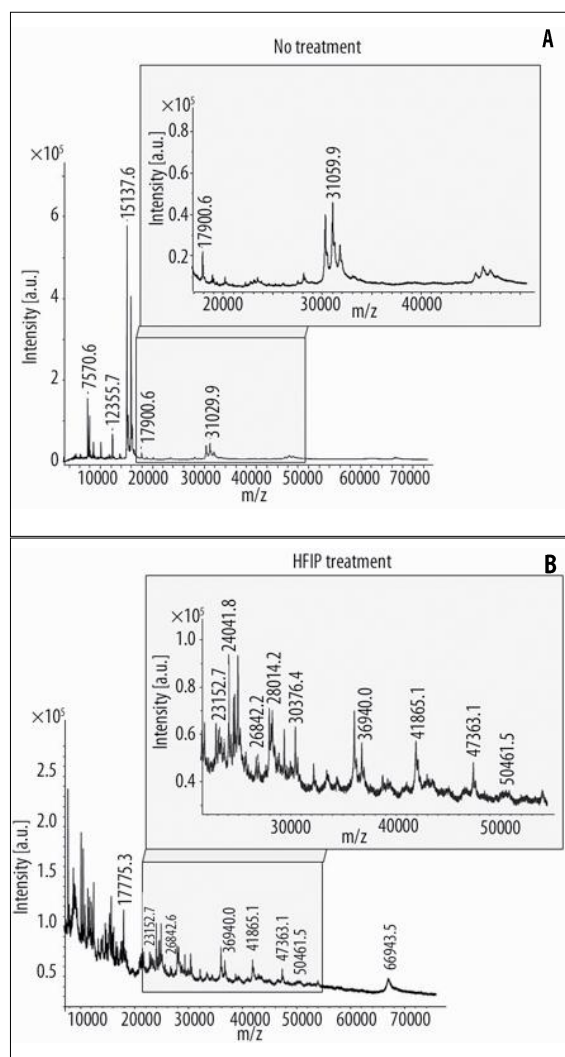 A
No treatment
×10⁵
Intensity [a.u.]
0.8
0.6
0.4
0.2
17900.6
31059.9
20000 30000 40000
m/z
×10⁵
Intensity [a.u.]
6
4
2
0
7570.6
12355.7
15137.6
17900.6
31029.9
10000 20000 30000 40000 50000 60000 70000
m/z
B
HFIP treatment
×10⁵
Intensity [a.u.]
1.0
0.8
0.6
0.4
23152.7
24041.8
26842.2
28014.2
30376.4
36940.0
41865.1
47363.1
50461.5
30000 40000 50000
m/z
Intensity [a.u.]
2.5
2.0
1.5
1.0
0.5
17775.3
23152.7
26842.6
36940.0
41865.1
47363.1
50461.5
66943.5
10000 20000 30000 40000 50000 60000 70000
m/z